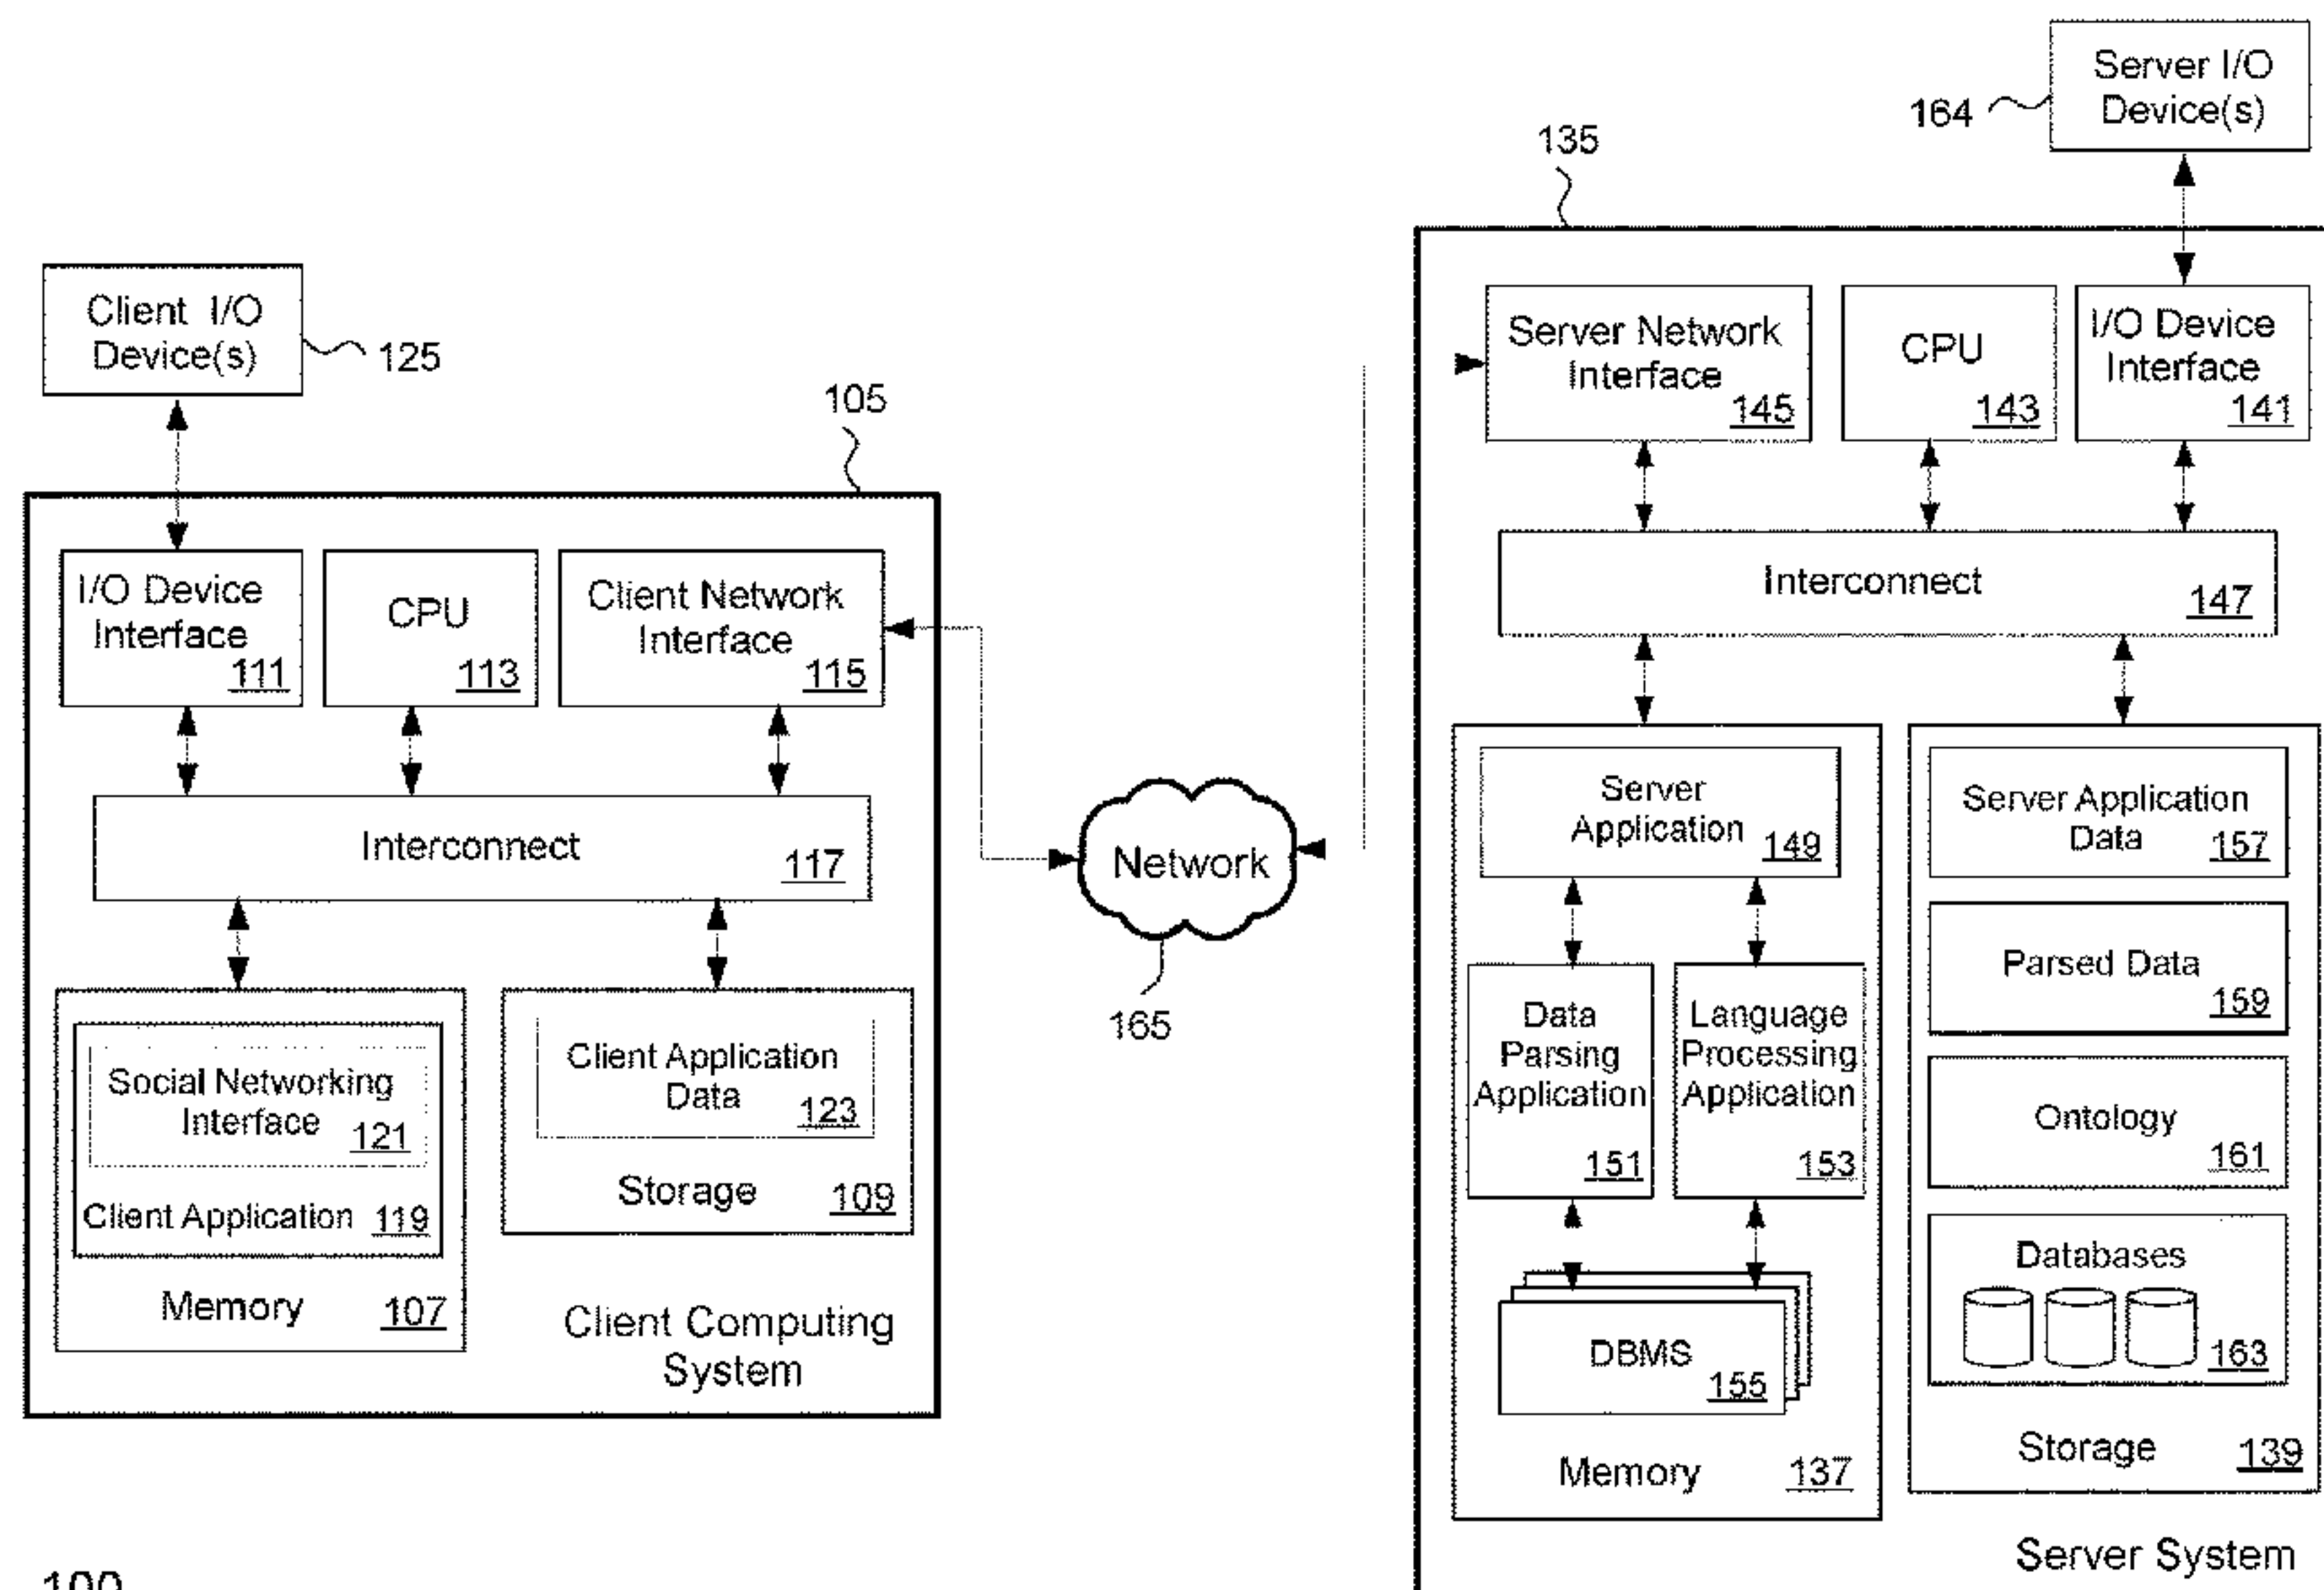 Server I/O
Device(s)
164
135
Client I/O
Device(s)
125
105
Server Network
Interface
145
CPU
143
I/O Device
Interface
141
Interconnect
147
I/O Device
Interface
111
CPU
113
Client Network
Interface
115
Interconnect
117
Network
165
Server
Application
149
Server Application
Data
157
Parsed Data
159
Data
Parsing
Application
151
Language
Processing
Application
153
Ontology
161
Databases
163
DBMS
155
Storage
139
Memory
137
Server System
Social Networking
Interface
121
Client Application
119
Memory
107
Client Application
Data
123
Storage
109
Client Computing
System
100